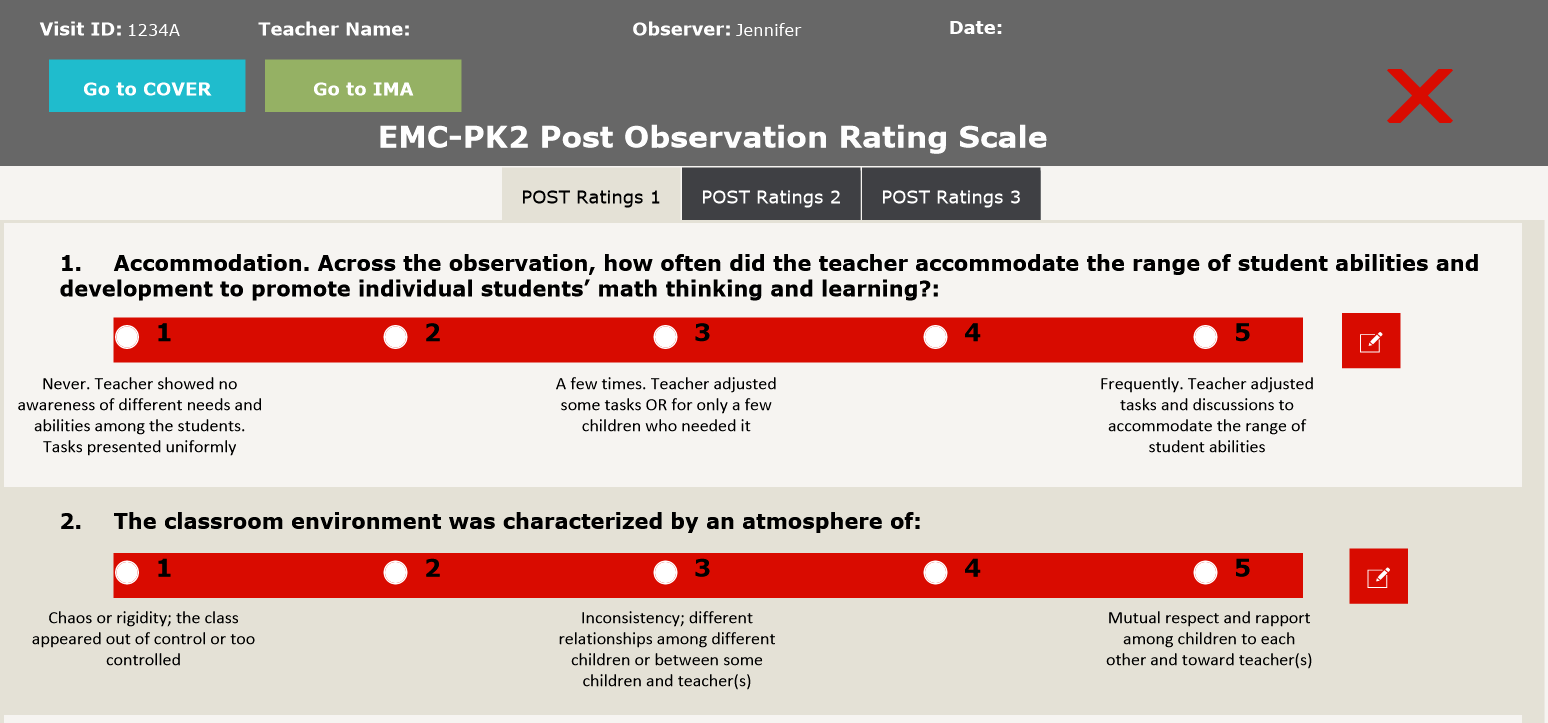 Visit ID: 1234A Teacher Name: Observer: Jennifer Date:
Go to COVER Go to IMA
EMC-PK2 Post Observation Rating Scale
POST Ratings 1 POST Ratings 2 POST Ratings 3
1. Accommodation. Across the observation, how often did the teacher accommodate the range of student abilities and
development to promote individual students’ math thinking and learning?:
1 2 3 4 5
Never. Teacher showed no
awareness of different needs and
abilities among the students.
Tasks presented uniformly
A few times. Teacher adjusted
some tasks OR for only a few
children who needed it
Frequently. Teacher adjusted
tasks and discussions to
accommodate the range of
student abilities
2. The classroom environment was characterized by an atmosphere of:
1 2 3 4 5
Chaos or rigidity; the class
appeared out of control or too
controlled
Inconsistency; different
relationships among different
children or between some
children and teacher(s)
Mutual respect and rapport
among children to each
other and toward teacher(s)